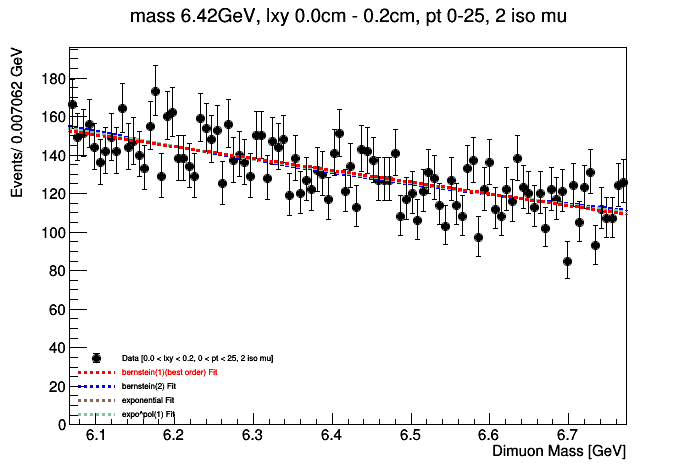 mass 6.42GeV, lxy 0.0cm - 0.2cm, pt 0-25, 2 iso mu
Events/ 0.007062 GeV
180
160
140
120
100
80
60
40
20
0
Data [0.0 < lxy < 0.2, 0 < pt < 25, 2 iso mu]
bernstein(1)(best order) Fit
bernstein(2) Fit
exponential Fit
expo*pol(1) Fit
6.1 6.2 6.3 6.4 6.5 6.6 6.7
Dimuon Mass [GeV]